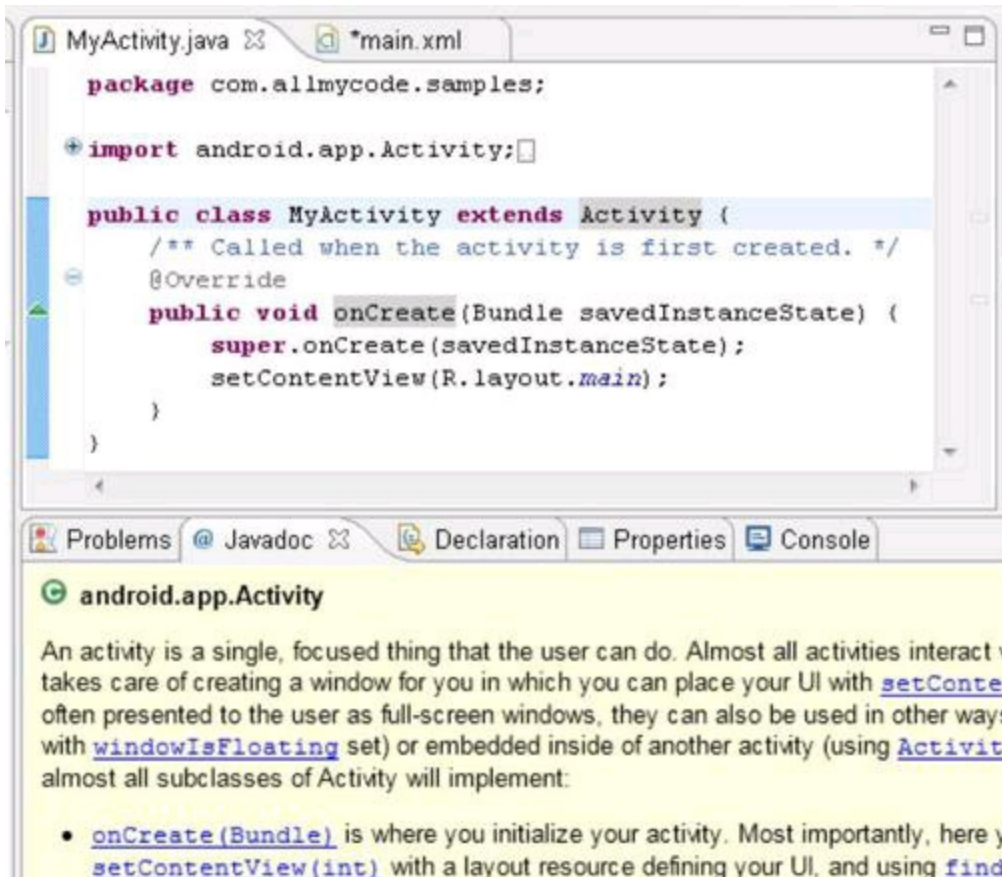 MyActivity.java *main.xml
package com.allmycode.samples;
import android.app.Activity;
public class MyActivity extends Activity {
/** Called when the activity is first created. */
@Override
public void onCreate(Bundle savedInstanceState) {
super.onCreate(savedInstanceState);
setContentView(R.layout.main);
}
}
Problems @ Javadoc Declaration Properties Console
android.app.Activity
An activity is a single, focused thing that the user can do. Almost all activities interact
takes care of creating a window for you in which you can place your UI with setConte
often presented to the user as full-screen windows, they can also be used in other ways
with windowIsFloating set) or embedded inside of another activity (using Activit
almost all subclasses of Activity will implement:
• onCreate(Bundle) is where you initialize your activity. Most importantly, here y
setContentView(int) with a layout resource defining your UI, and using find